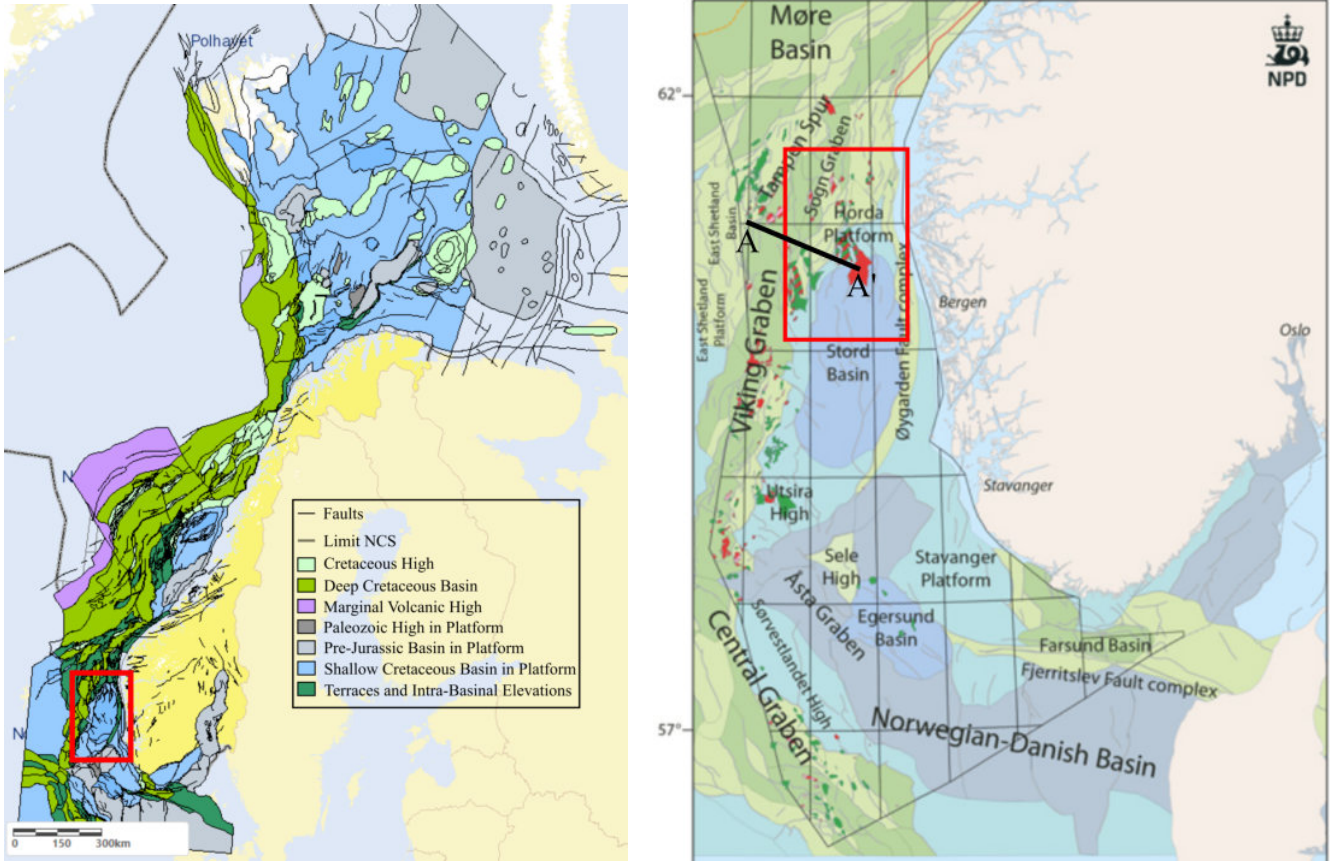 Polhavet
N
N
Faults
Limit NCS
Cretaceous High
Deep Cretaceous Basin
Marginal Volcanic High
Paleozoic High in Platform
Pre-Jurassic Basin in Platform
Shallow Cretaceous Basin in Platform
Terraces and Intra-Basinal Elevations
0 150 300km
Møre
Basin
NPD
62°
Tampen Spur
Sogn Graben
East Shetland
Basin
Horda
Platform
A
A'
East Shetland
Platform
Viking Graben
Øygarden Fault complex
Bergen
Oslo
Stord
Basin
Utsira
High
Stavanger
Sele
High
Stavanger
Platform
Åsta Graben
Egersund
Basin
Sørvestlandet High
Central Graben
Farsund Basin
Fjerritslev Fault complex
57°
Norwegian-Danish Basin